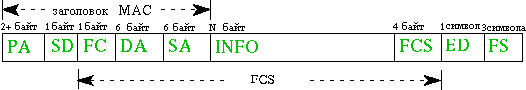 заголовок MAC
2+ байт 1байт 1байт 6 байт 6 байт N байт 4 байт 1символ 3символа
PA SD FC DA SA INFO FCS ED FS
FCS